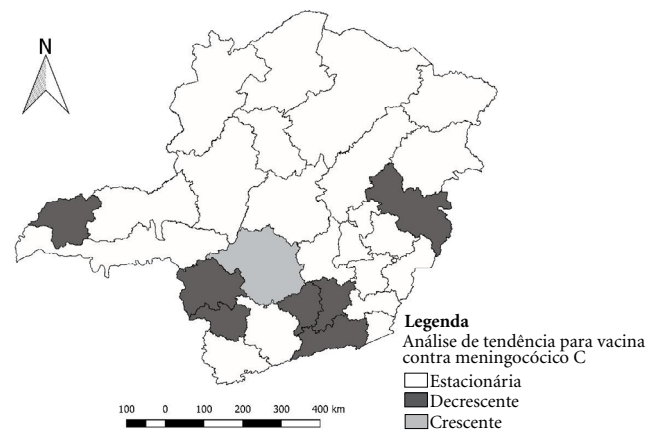 N
Legenda
Análise de tendência para vacina
contra meningocócico C
Estacionária
Decrescente
Crescente
100 0 100 200 300 400 km